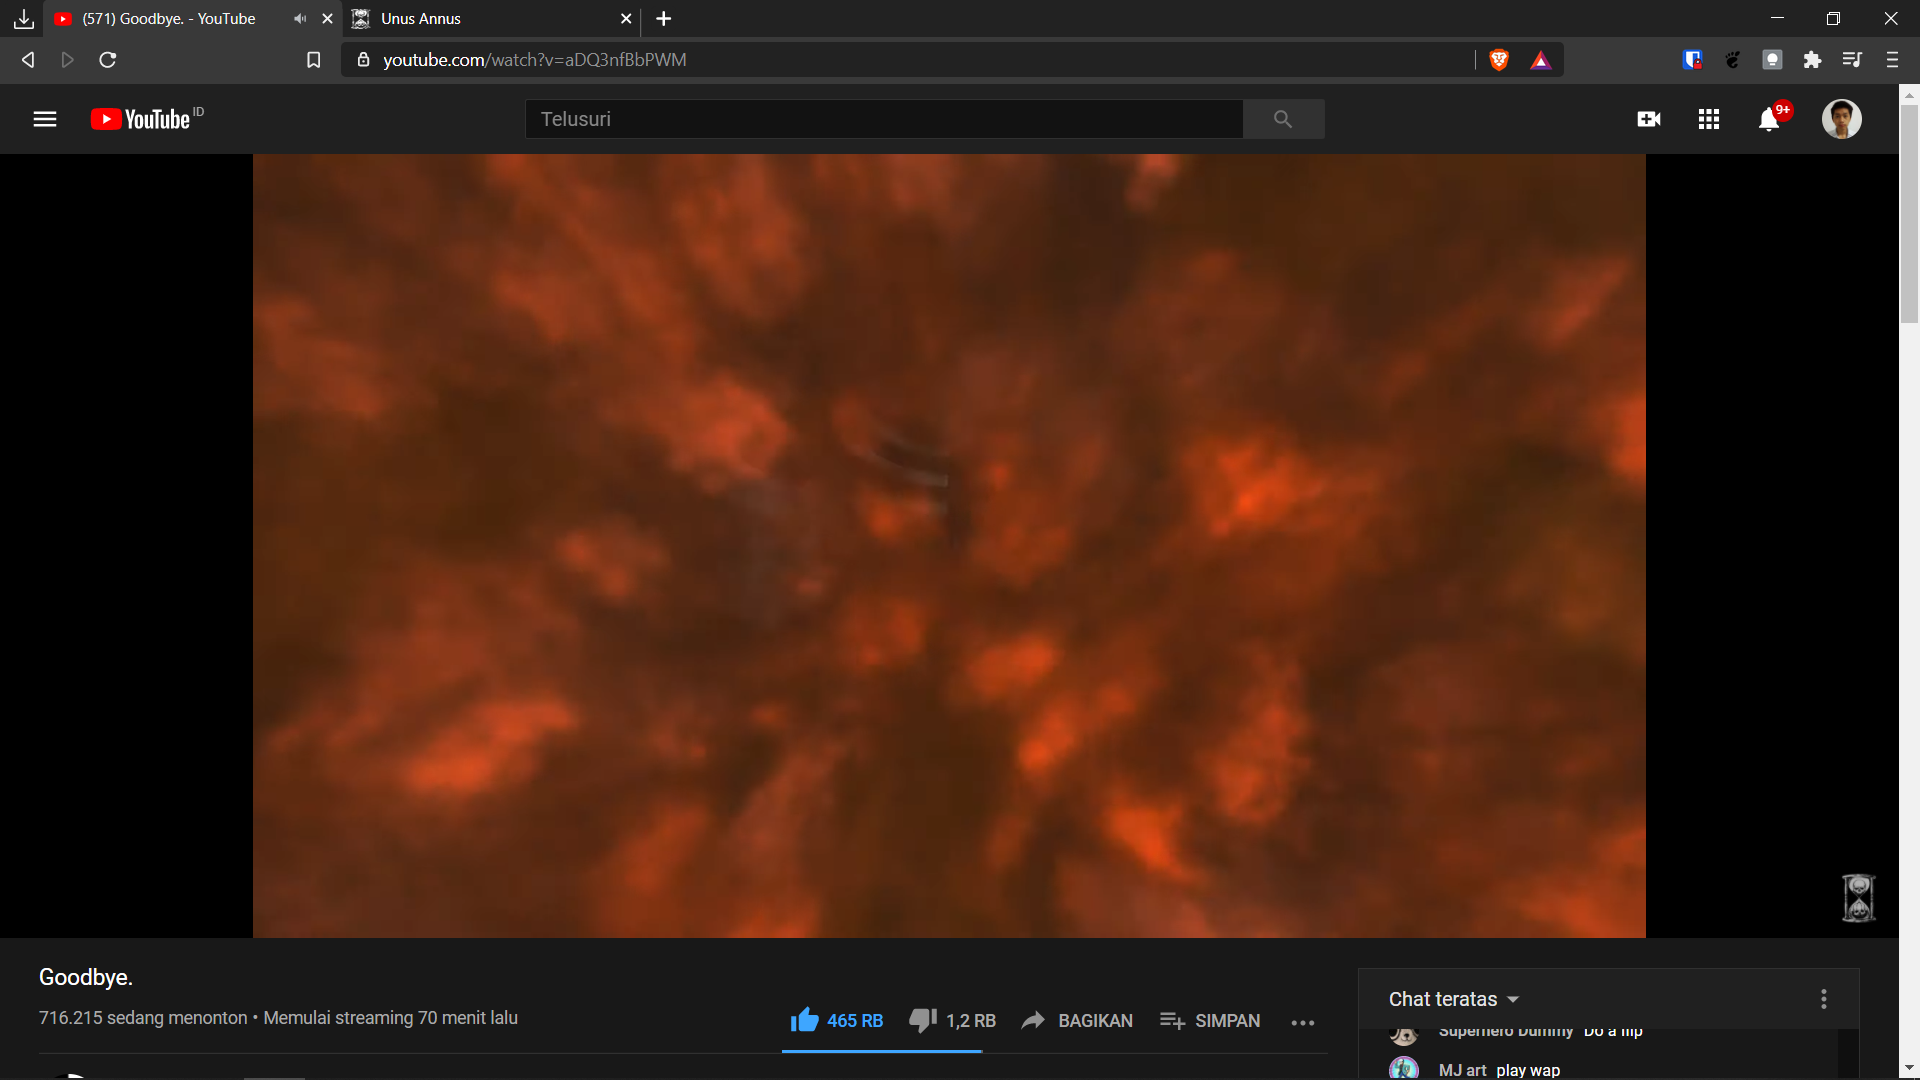 (571) Goodbye. - YouTube
Unus Annus
youtube.com/watch?v=aDQ3nfBbPWM
YouTube ID
Telusuri
9+
Goodbye.
716.215 sedang menonton • Memulai streaming 70 menit lalu
465 RB
1,2 RB
BAGIKAN
SIMPAN
Chat teratas
Superhero Dummy Do a flip
MJ art play wap